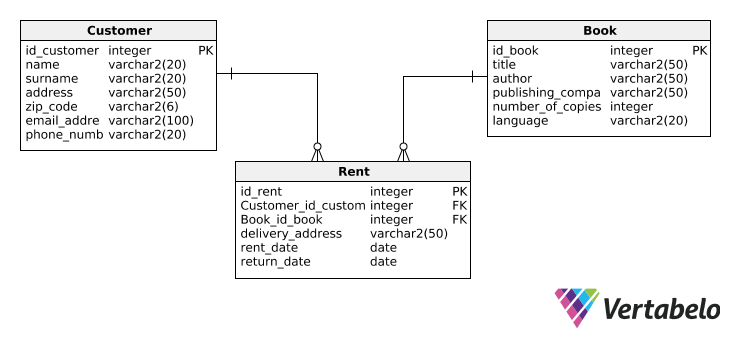 Customer
id_customer integer PK
name varchar2(20)
surname varchar2(20)
address varchar2(50)
zip_code varchar2(6)
email_addre varchar2(100)
phone_numb varchar2(20)
Book
id_book integer PK
title varchar2(50)
author varchar2(50)
publishing_compa varchar2(50)
number_of_copies integer
language varchar2(20)
Rent
id_rent integer PK
Customer_id_custom integer FK
Book_id_book integer FK
delivery_address varchar2(50)
rent_date date
return_date date
Vertabelo